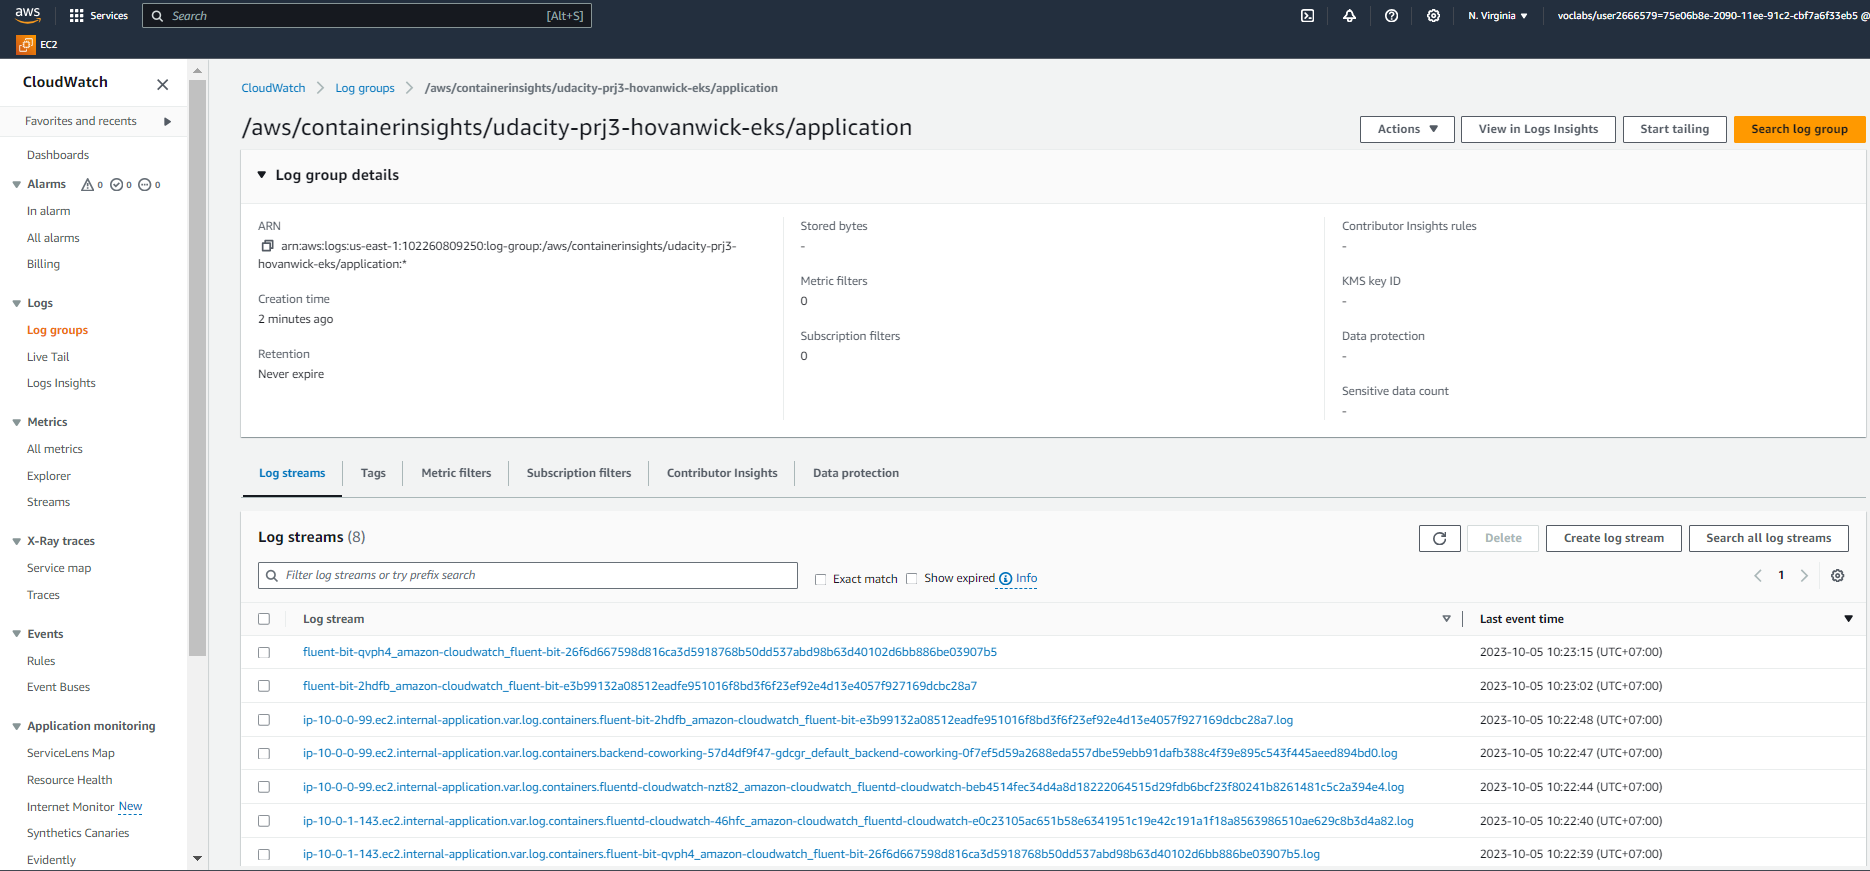 aws
Services
Search
[Alt+S]
N. Virginia
voclabs/user2666579=75e06b8e-2090-11ee-91c2-cbf7a6f33eb5 @
EC2
CloudWatch
Favorites and recents
Dashboards
Alarms 0 0 0
In alarm
All alarms
Billing
Logs
Log groups
Live Tail
Logs Insights
Metrics
All metrics
Explorer
Streams
X-Ray traces
Service map
Traces
Events
Rules
Event Buses
Application monitoring
ServiceLens Map
Resource Health
Internet Monitor New
Synthetics Canaries
Evidently
CloudWatch > Log groups > /aws/containerinsights/udacity-prj3-hovanwick-eks/application
/aws/containerinsights/udacity-prj3-hovanwick-eks/application
Actions
View in Logs Insights
Start tailing
Search log group
Log group details
ARN
arn:aws:logs:us-east-1:102260809250:log-group:/aws/containerinsights/udacity-prj3-
hovanwick-eks/application:*
Creation time
2 minutes ago
Retention
Never expire
Stored bytes
-
Metric filters
0
Subscription filters
0
Contributor Insights rules
-
KMS key ID
-
Data protection
-
Sensitive data count
-
Log streams
Tags
Metric filters
Subscription filters
Contributor Insights
Data protection
Log streams (8)
Delete
Create log stream
Search all log streams
Filter log streams or try prefix search
Exact match
Show expired
Info
1
Log stream
Last event time
fluent-bit-qvph4_amazon-cloudwatch_fluent-bit-26f6d667598d816ca3d5918768b50dd537abd98b63d40102d6bb886be03907b5 2023-10-05 10:23:15 (UTC+07:00)
fluent-bit-2hdfb_amazon-cloudwatch_fluent-bit-e3b99132a08512eadfe951016f8bd3f6f23ef92e4d13e4057f927169dcbc28a7 2023-10-05 10:23:02 (UTC+07:00)
ip-10-0-0-99.ec2.internal-application.var.log.containers.fluent-bit-2hdfb_amazon-cloudwatch_fluent-bit-e3b99132a08512eadfe951016f8bd3f6f23ef92e4d13e4057f927169dcbc28a7.log 2023-10-05 10:22:48 (UTC+07:00)
ip-10-0-0-99.ec2.internal-application.var.log.containers.backend-coworking-57d4df9f47-gdcgr_default_backend-coworking-0f7ef5d59a2688eda557dbe59ebb91dafb388c4f39e895c543f445aeed894bd0.log 2023-10-05 10:22:47 (UTC+07:00)
ip-10-0-0-99.ec2.internal-application.var.log.containers.fluentd-cloudwatch-nzt82_amazon-cloudwatch_fluentd-cloudwatch-beb4514fec34d4a8d18222064515d29fdb6bcf23f80241b8261481c5c2a394e4.log 2023-10-05 10:22:44 (UTC+07:00)
ip-10-0-1-143.ec2.internal-application.var.log.containers.fluentd-cloudwatch-46hfc_amazon-cloudwatch_fluentd-cloudwatch-e0c23105ac651b58e6341951c19e42c191a1f18a8563986510ae629c8b3d4a82.log 2023-10-05 10:22:40 (UTC+07:00)
ip-10-0-1-143.ec2.internal-application.var.log.containers.fluent-bit-qvph4_amazon-cloudwatch_fluent-bit-26f6d667598d816ca3d5918768b50dd537abd98b63d40102d6bb886be03907b5.log 2023-10-05 10:22:39 (UTC+07:00)